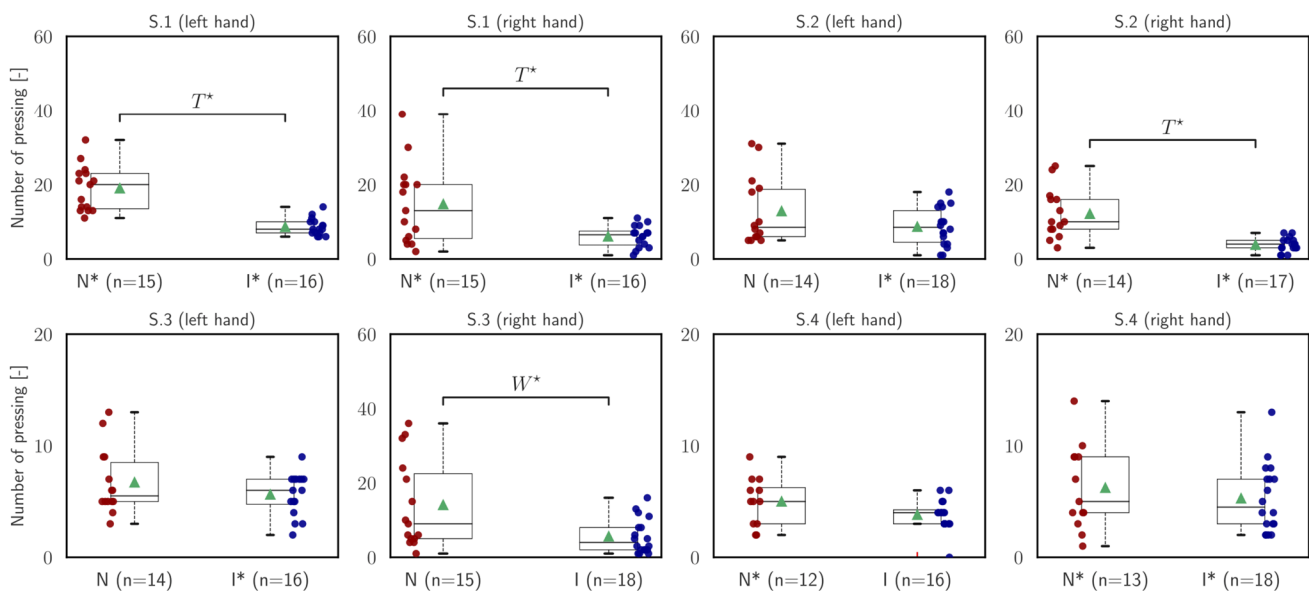 S.1 (left hand)
S.1 (right hand)
S.2 (left hand)
S.2 (right hand)
Number of pressing [-]
60
40
20
0
T⋆
N* (n=15)
I* (n=16)
60
40
20
0
T⋆
N* (n=15)
I* (n=16)
60
40
20
0
N (n=14)
I* (n=18)
60
40
20
0
T⋆
N* (n=14)
I* (n=17)
S.3 (left hand)
S.3 (right hand)
S.4 (left hand)
S.4 (right hand)
Number of pressing [-]
20
10
0
N (n=14)
I* (n=16)
60
40
20
0
W⋆
N (n=15)
I (n=18)
20
10
0
N* (n=12)
I (n=16)
20
10
0
N* (n=13)
I* (n=18)